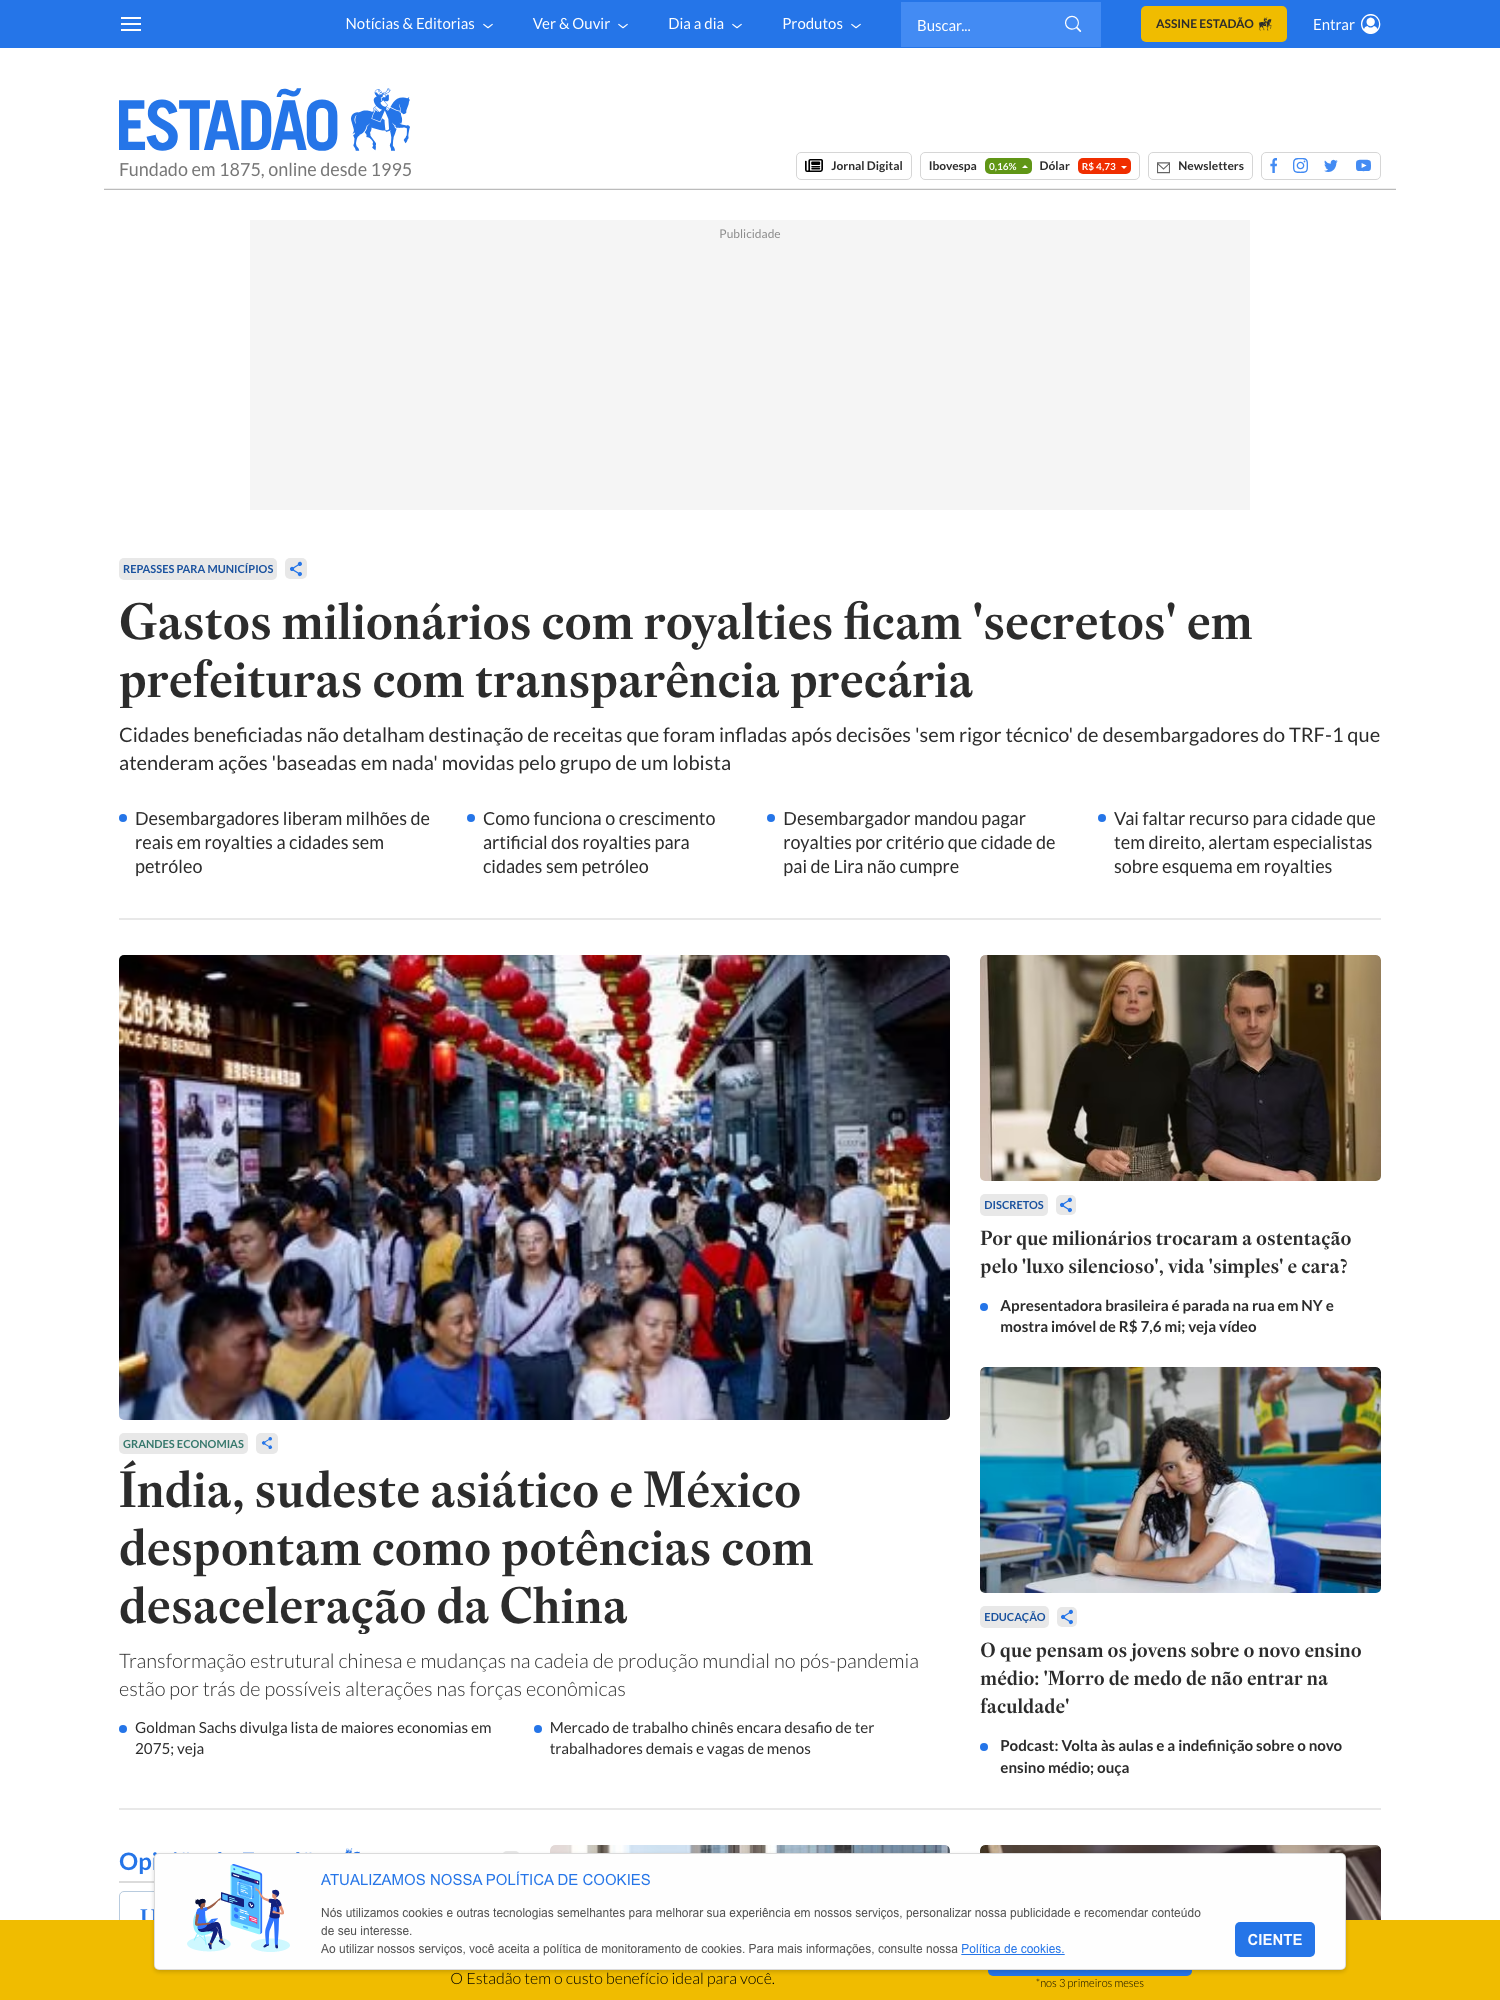 Notícias & Editorias
Ver & Ouvir
Dia a dia
Produtos
Buscar...
ASSINE ESTADÃO
Entrar
ESTADÃO
Fundado em 1875, online desde 1995
Jornal Digital
Ibovespa 0,16% Dólar R$ 4,73
Newsletters
Publicidade
REPASSES PARA MUNICÍPIOS
Gastos milionários com royalties ficam 'secretos' em
prefeituras com transparência precária
Cidades beneficiadas não detalham destinação de receitas que foram infladas após decisões 'sem rigor técnico' de desembargadores do TRF-1 que
atenderam ações 'baseadas em nada' movidas pelo grupo de um lobista
Desembargadores liberam milhões de
reais em royalties a cidades sem
petróleo
Como funciona o crescimento
artificial dos royalties para
cidades sem petróleo
Desembargador mandou pagar
royalties por critério que cidade de
pai de Lira não cumpre
Vai faltar recurso para cidade que
tem direito, alertam especialistas
sobre esquema em royalties
的米其林
OICE OF BIBENDUM
2
GRANDES ECONOMIAS
Índia, sudeste asiático e México
despontam como potências com
desaceleração da China
Transformação estrutural chinesa e mudanças na cadeia de produção mundial no pós-pandemia
estão por trás de possíveis alterações nas forças econômicas
Goldman Sachs divulga lista de maiores economias em
2075; veja
Mercado de trabalho chinês encara desafio de ter
trabalhadores demais e vagas de menos
DISCRETOS
Por que milionários trocaram a ostentação
pelo 'luxo silencioso', vida 'simples' e cara?
Apresentadora brasileira é parada na rua em NY e
mostra imóvel de R$ 7,6 mi; veja vídeo
EDUCAÇÃO
O que pensam os jovens sobre o novo ensino
médio: 'Morro de medo de não entrar na
faculdade'
Podcast: Volta às aulas e a indefinição sobre o novo
ensino médio; ouça
ATUALIZAMOS NOSSA POLÍTICA DE COOKIES
Nós utilizamos cookies e outras tecnologias semelhantes para melhorar sua experiência em nossos serviços, personalizar nossa publicidade e recomendar conteúdo
de seu interesse.
Ao utilizar nossos serviços, você aceita a política de monitoramento de cookies. Para mais informações, consulte nossa Política de cookies.
CIENTE
O Estadão tem o custo benefício ideal para você.
*nos 3 primeiros meses